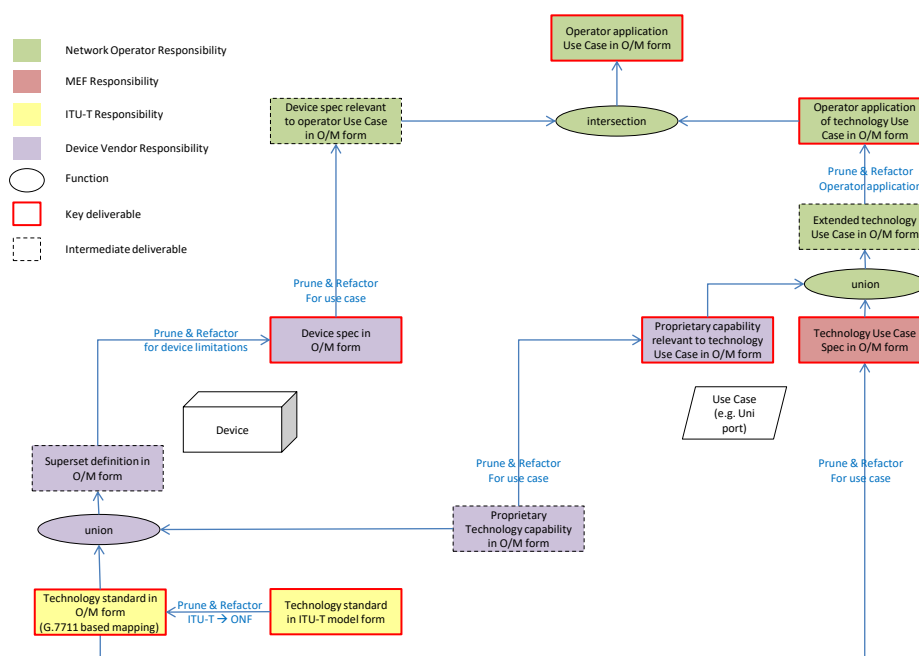 Network Operator Responsibility
MEF Responsibility
ITU-T Responsibility
Device Vendor Responsibility
Function
Key deliverable
Intermediate deliverable
Operator application
Use Case in O/M form
Device spec relevant
to operator Use Case
in O/M form
intersection
Operator application
of technology Use
Case in O/M form
Prune & Refactor
Operator application
Extended technology
Use Case in O/M form
union
Prune & Refactor
For use case
Prune & Refactor
for device limitations
Device spec in
O/M form
Proprietary capability
relevant to technology
Use Case in O/M form
Technology Use Case
Spec in O/M form
Device
Use Case
(e.g. Uni
port)
Superset definition in
O/M form
Prune & Refactor
For use case
Prune & Refactor
For use case
union
Proprietary
Technology capability
in O/M form
Technology standard in
O/M form
(G.7711 based mapping)
Prune & Refactor
ITU-T → ONF
Technology standard
in ITU-T model form